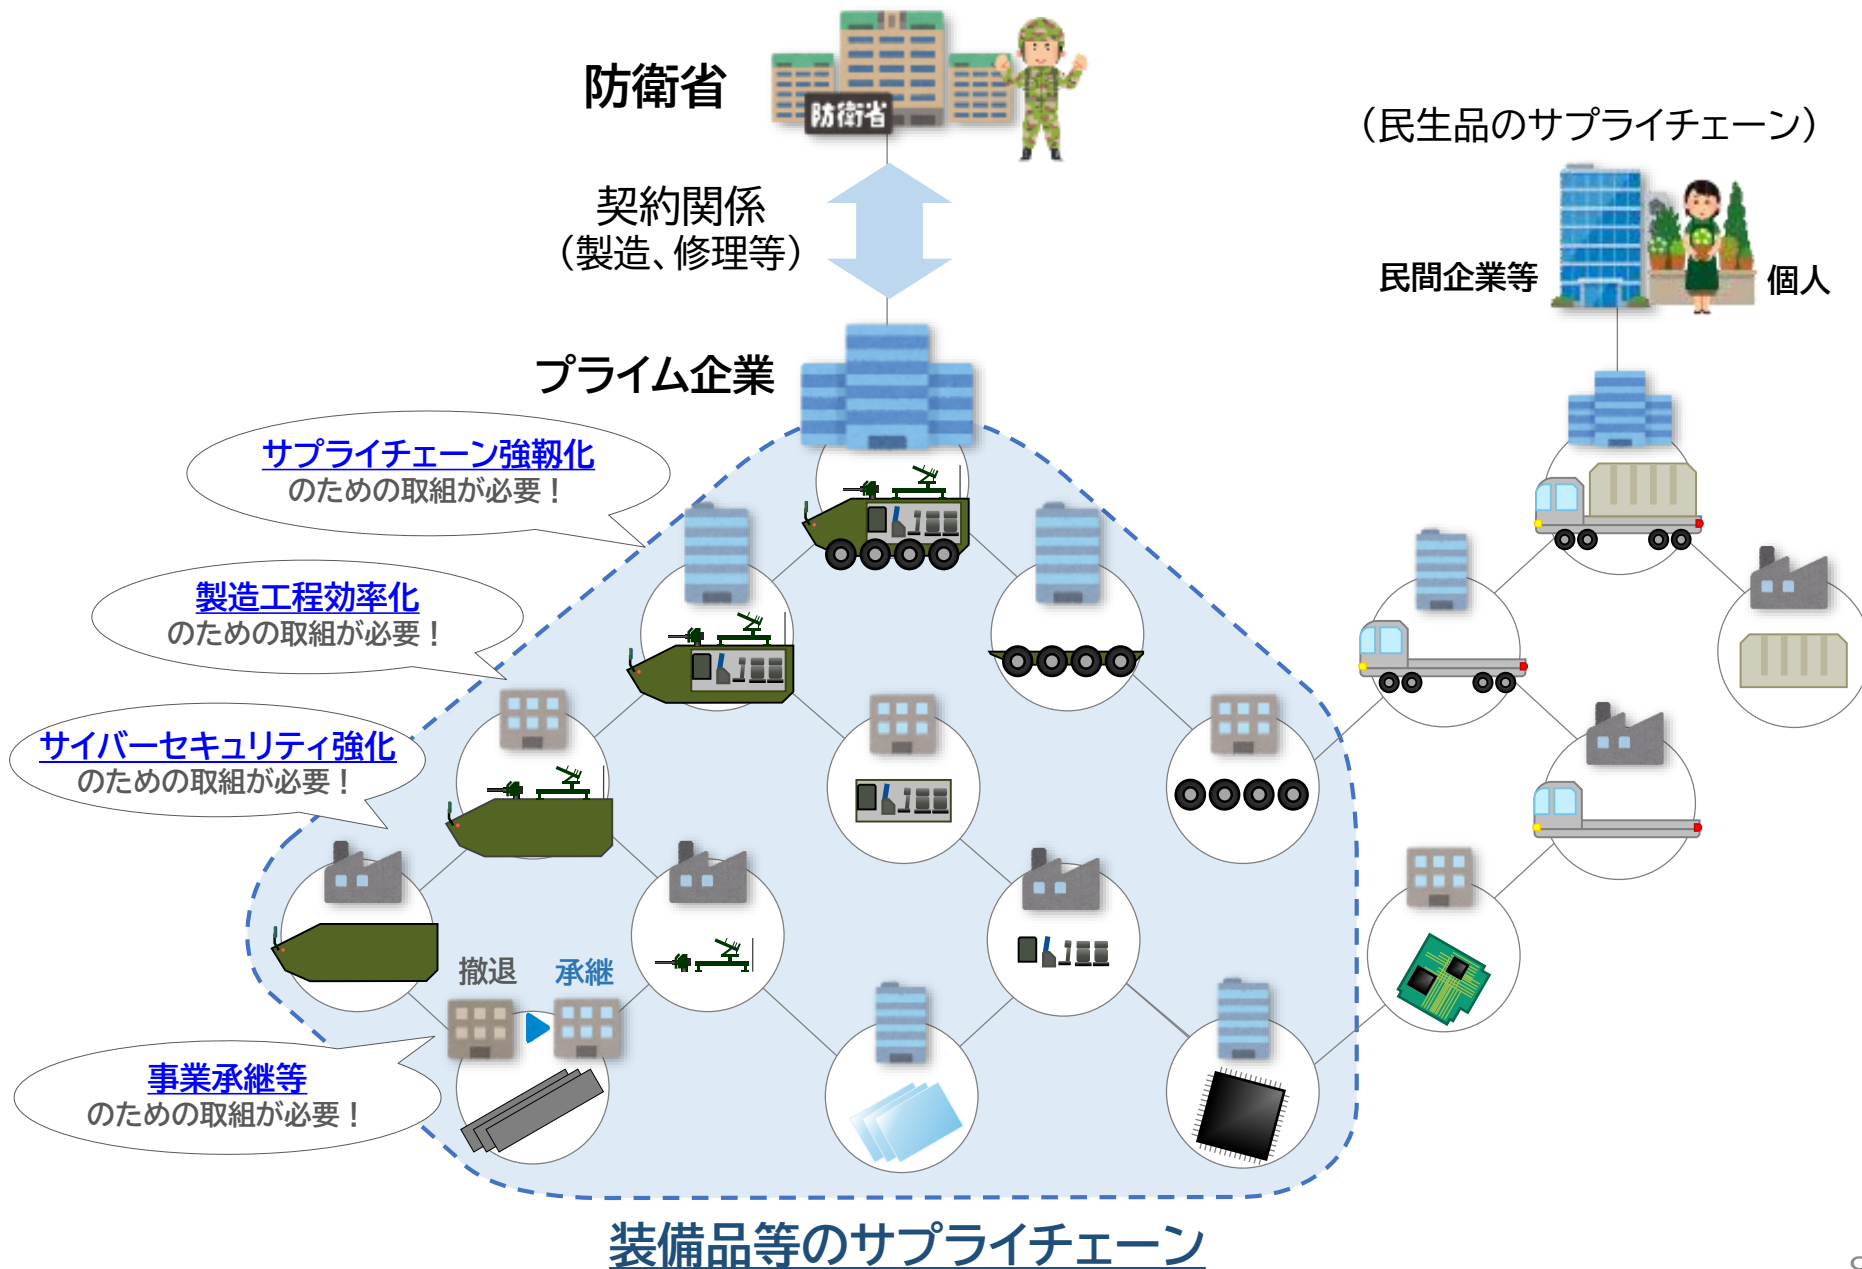 防衛省
防衛省
(民生品のサプライチェーン)
契約関係
(製造、修理等)
民間企業等
個人
プライム企業
サプライチェーン強靱化
のための取組が必要！
製造工程効率化
のための取組が必要！
サイバーセキュリティ強化
のための取組が必要！
撤退
承継
事業承継等
のための取組が必要！
装備品等のサプライチェーン